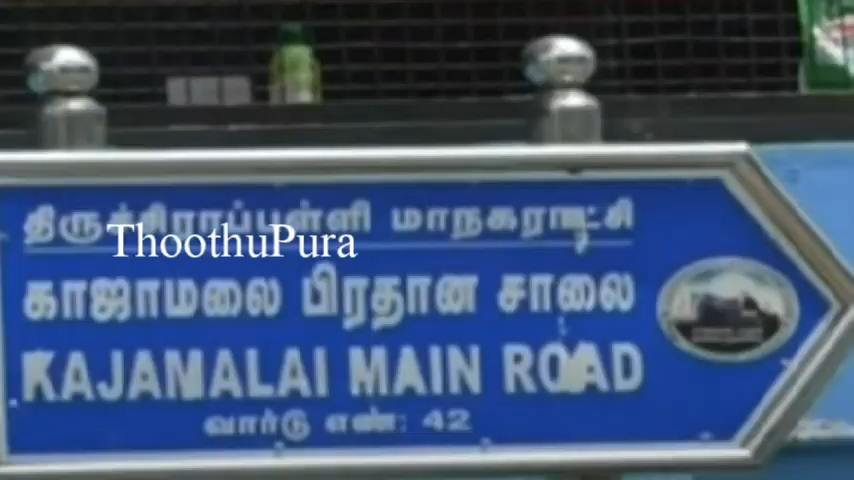 திருச்சிராப்பள்ளி மாநகராட்சி
ThoothuPura
காஜாமலை பிரதான சாலை
KAJAMALAI MAIN ROAD
வார்டு எண்: 42